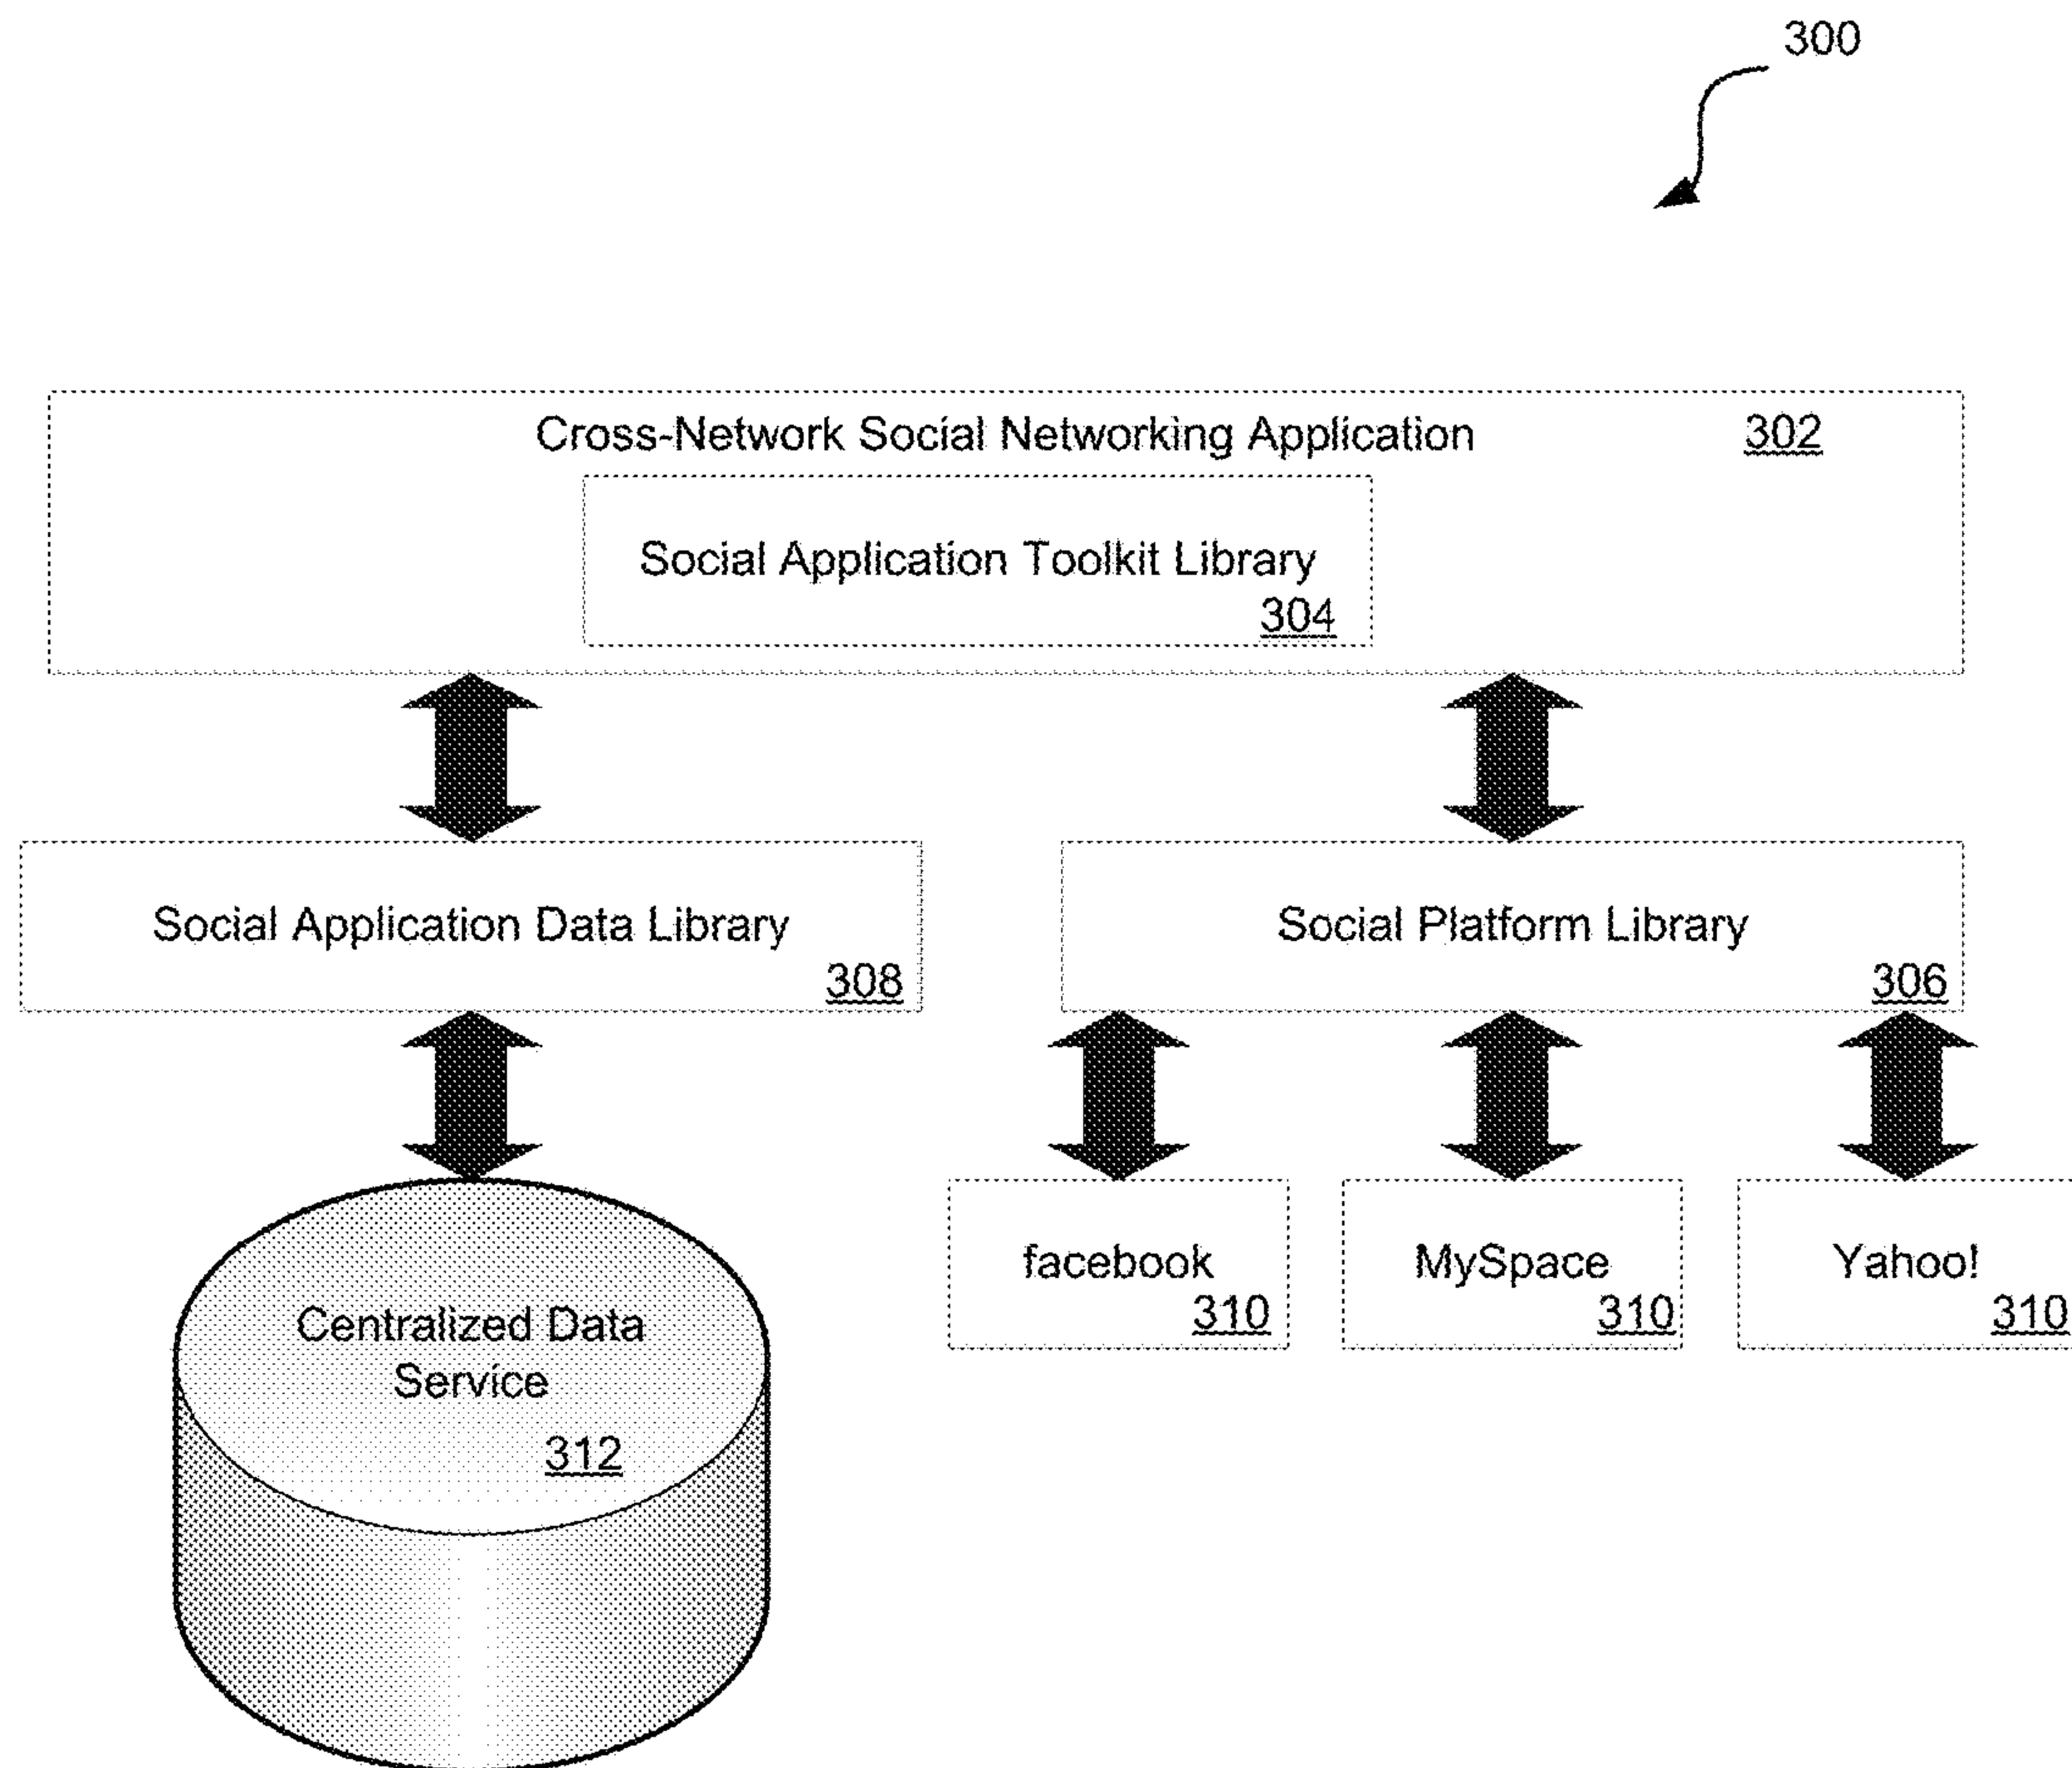 300
Cross-Network Social Networking Application 302
Social Application Toolkit Library
304
Social Application Data Library
308
Social Platform Library
306
facebook
310
MySpace
310
Yahoo!
310
Centralized Data
Service
312